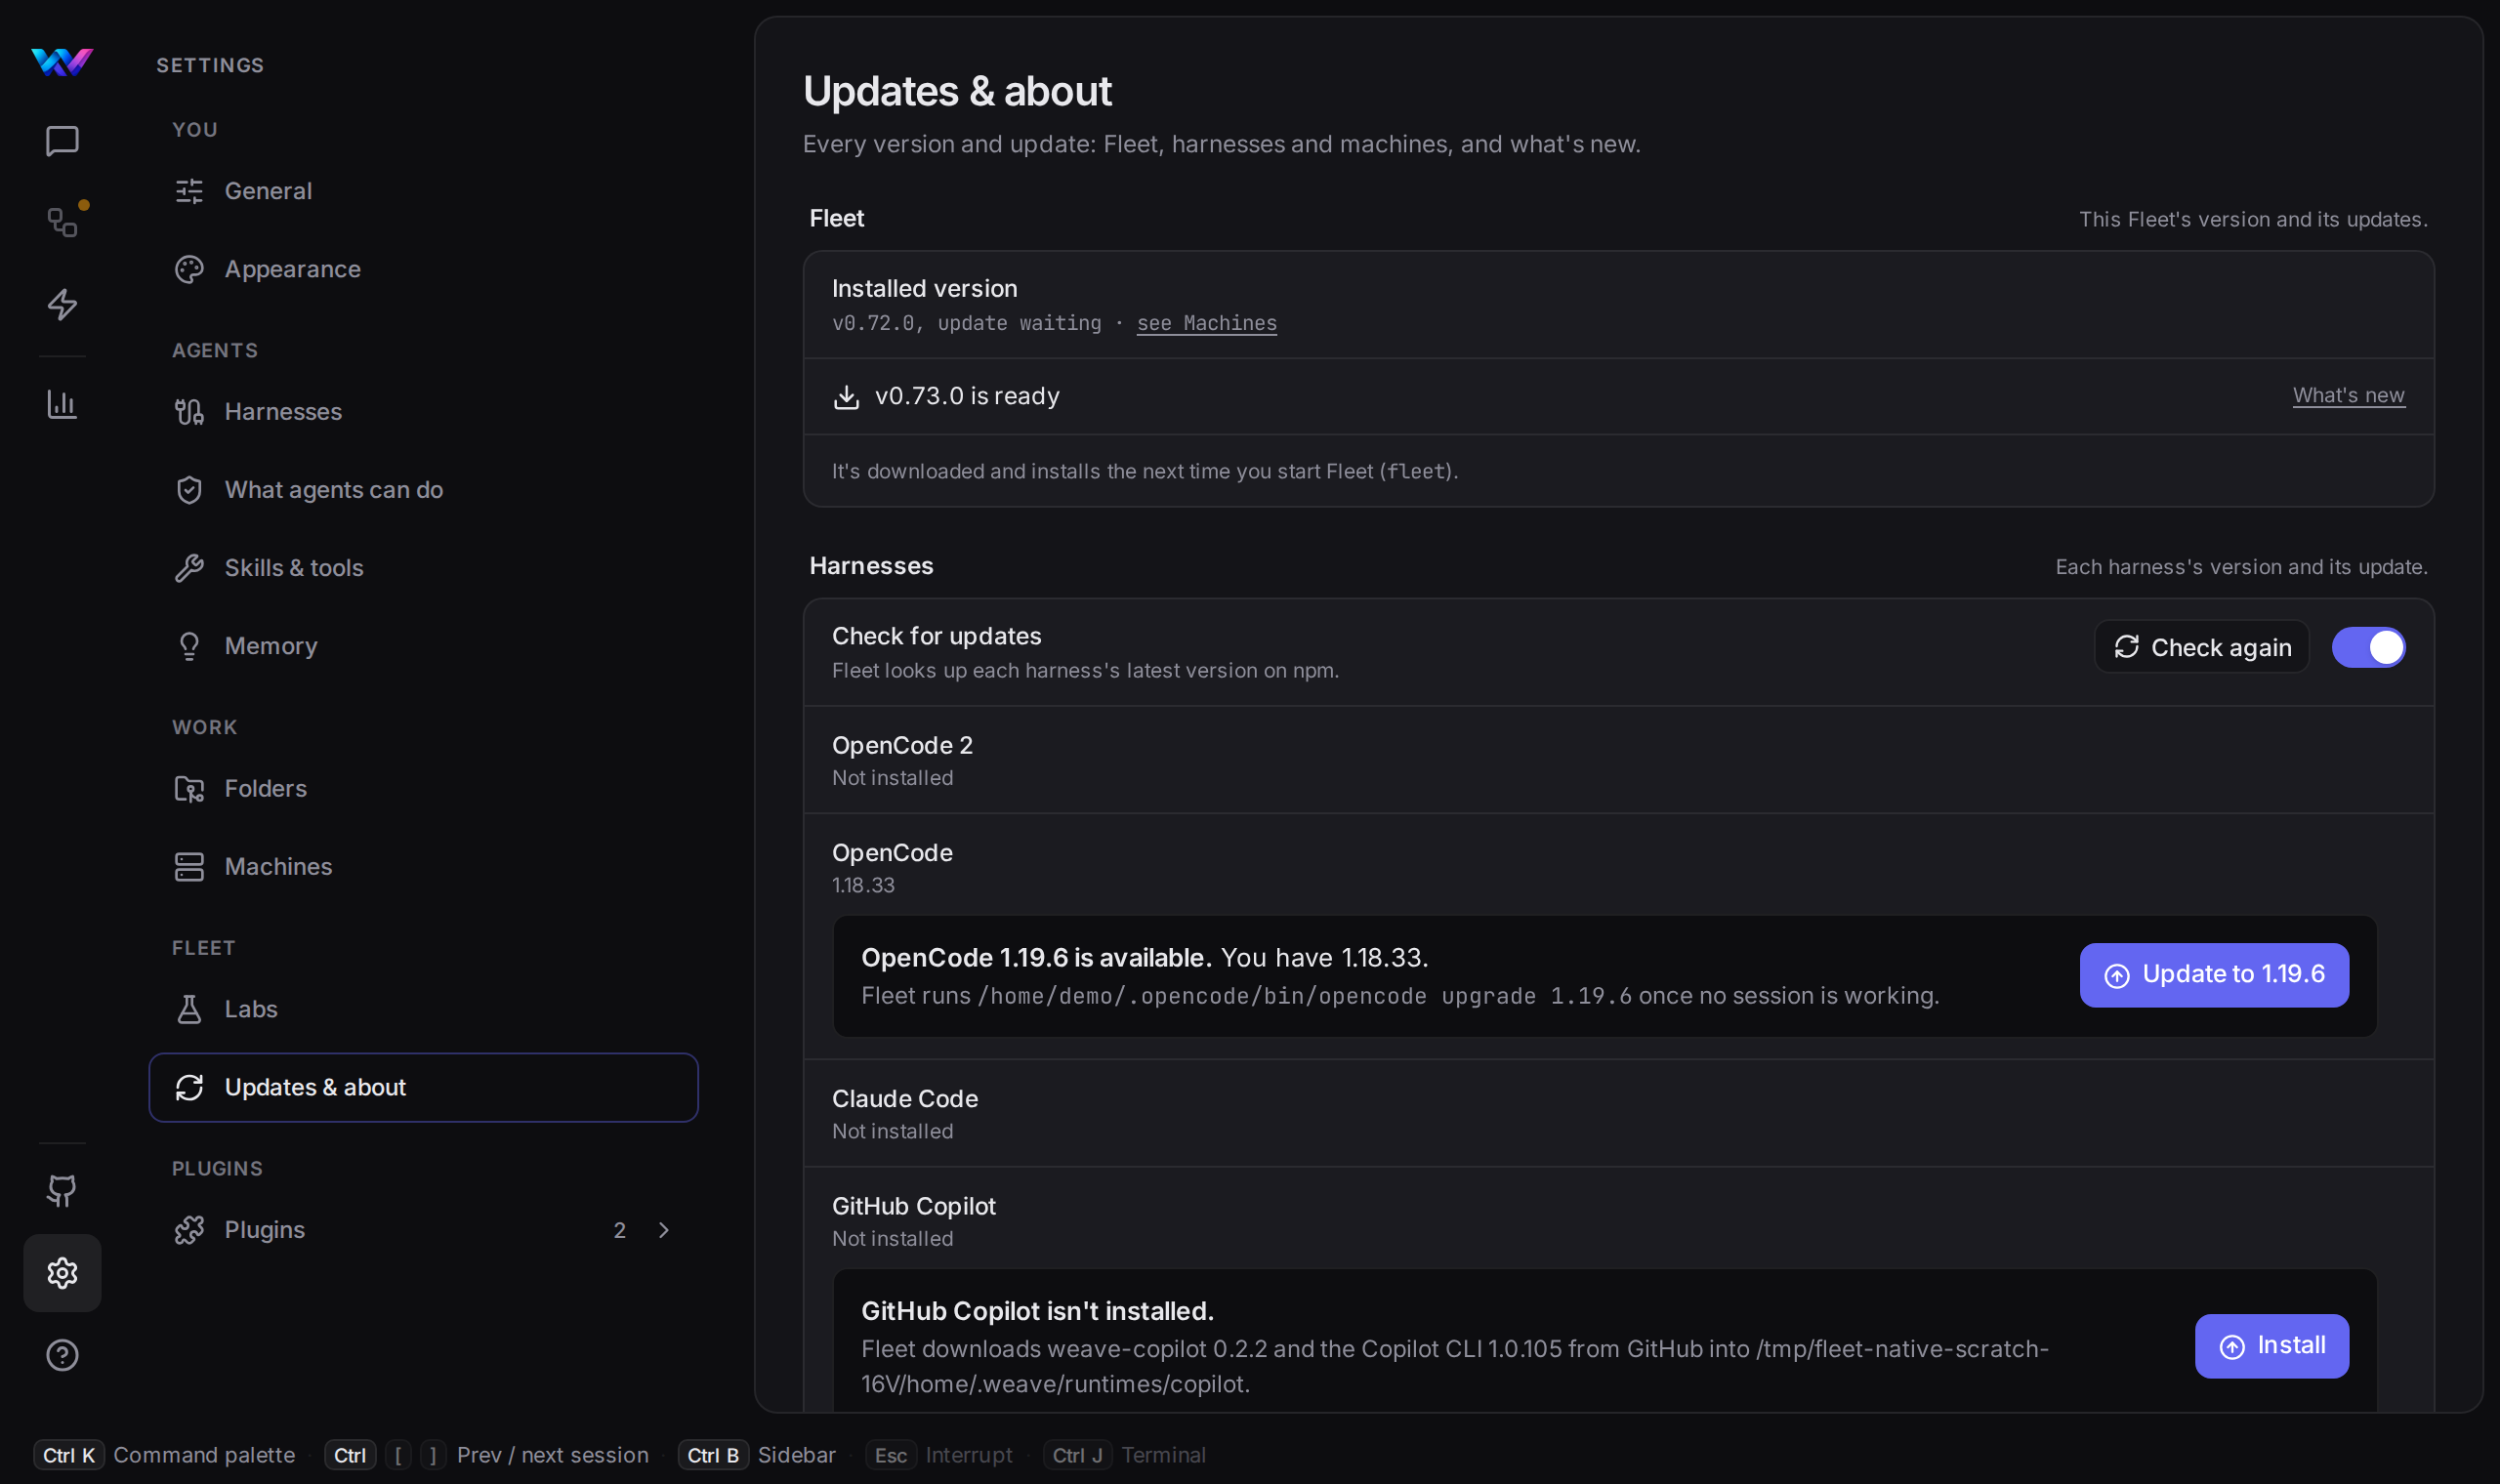 SETTINGS
YOU
General
Appearance
AGENTS
Harnesses
What agents can do
Skills & tools
Memory
WORK
Folders
Machines
FLEET
Labs
Updates & about
PLUGINS
Plugins 2
Updates & about
Every version and update: Fleet, harnesses and machines, and what's new.
Fleet This Fleet's version and its updates.
Installed version
v0.72.0, update waiting · see Machines
v0.73.0 is ready What's new
It's downloaded and installs the next time you start Fleet (fleet).
Harnesses Each harness's version and its update.
Check for updates Check again
Fleet looks up each harness's latest version on npm.
OpenCode 2
Not installed
OpenCode
1.18.33
OpenCode 1.19.6 is available. You have 1.18.33. Update to 1.19.6
Fleet runs /home/demo/.opencode/bin/opencode upgrade 1.19.6 once no session is working.
Claude Code
Not installed
GitHub Copilot
Not installed
GitHub Copilot isn't installed. Install
Fleet downloads weave-copilot 0.2.2 and the Copilot CLI 1.0.105 from GitHub into /tmp/fleet-native-scratch-
16V/home/.weave/runtimes/copilot.
Ctrl K Command palette · Ctrl [ ] Prev / next session · Ctrl B Sidebar · Esc Interrupt · Ctrl J Terminal